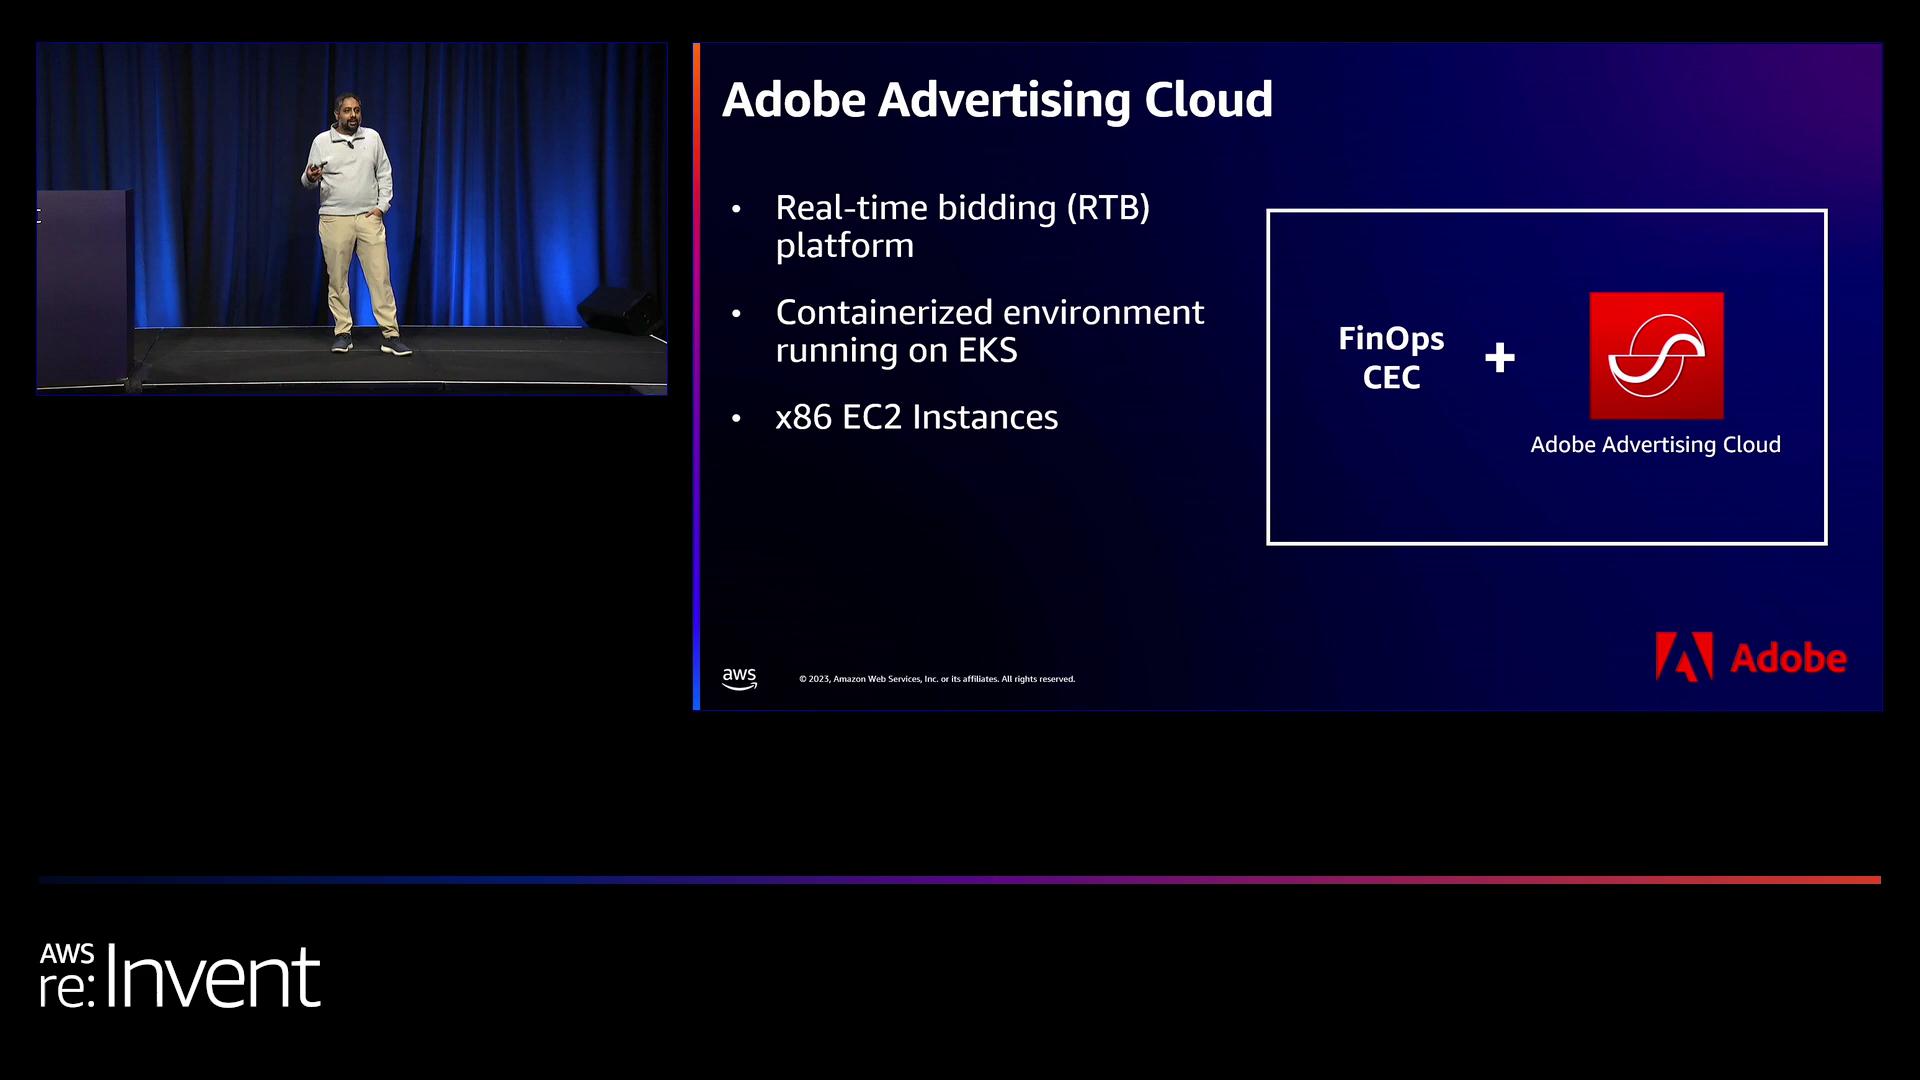 Adobe Advertising Cloud
• Real-time bidding (RTB)
platform
• Containerized environment
running on EKS
• x86 EC2 Instances
FinOps
CEC
+
Adobe Advertising Cloud
aws
© 2023, Amazon Web Services, Inc. or its affiliates. All rights reserved.
Adobe
AWS
re:Invent